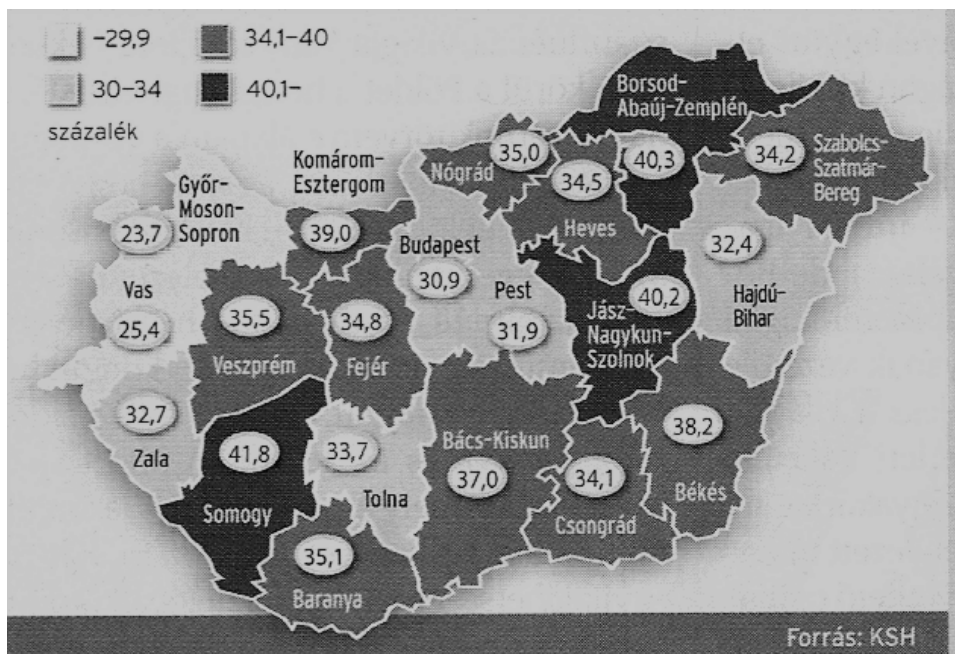 -29,9
34,1-40
30-34
40,1-
százalék
Borsod-
Abaúj-Zemplén
40,3
Szabolcs-
Szatmár-
Bereg
34,2
Nógrád
35,0
Heves
34,5
Komárom-
Esztergom
39,0
Győr-
Moson-
Sopron
23,7
Budapest
30,9
Pest
31,9
Hajdú-
Bihar
32,4
Jász-
Nagykun-
Szolnok
40,2
Vas
25,4
Veszprém
35,5
Fejér
34,8
Zala
32,7
Somogy
41,8
Tolna
33,7
Bács-Kiskun
37,0
Csongrád
34,1
Békés
38,2
Baranya
35,1
Forrás: KSH